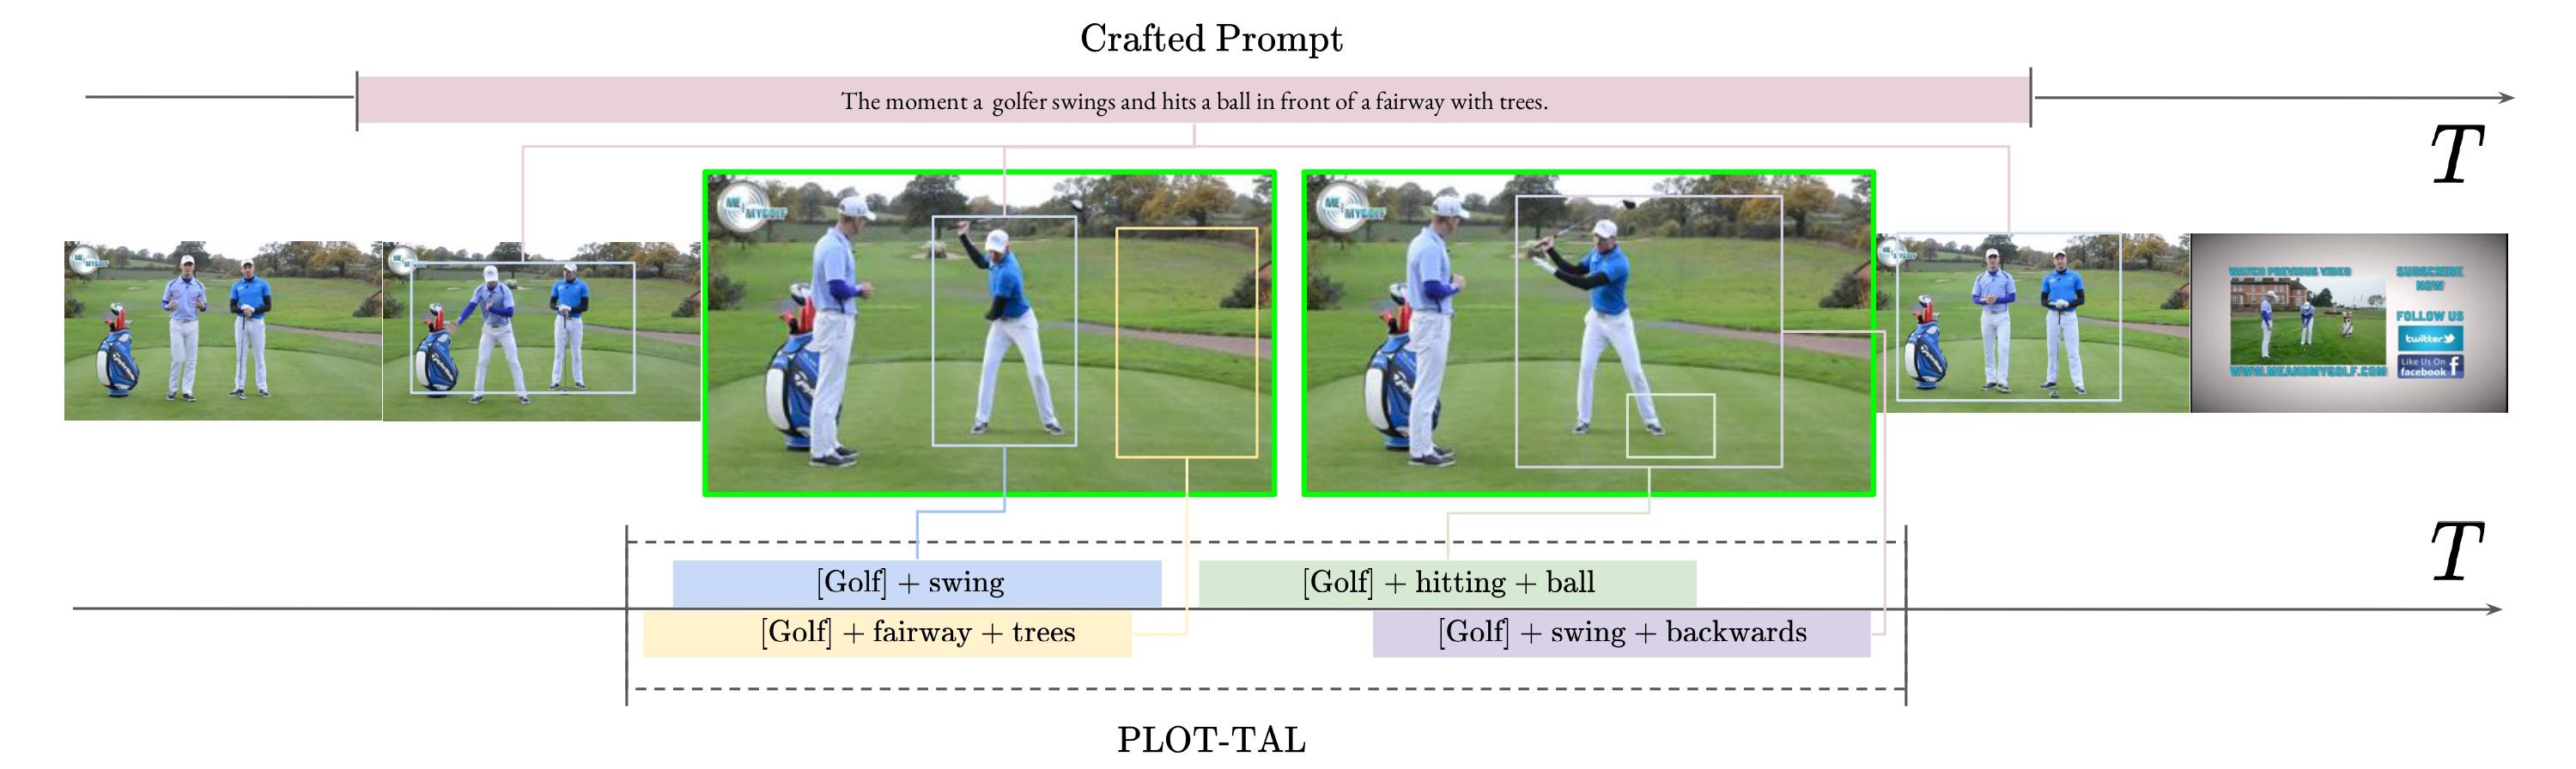 Crafted Prompt
The moment a golfer swings and hits a ball in front of a fairway with trees.
T
ME
MYGOLF
ME
MYGOLF
WATCH PREVIOUS VIDEO
SUBSCRIBE
NOW
FOLLOW US
twitter
Like Us On
facebook f
WWW.MEANDMYGOLF.COM
T
[Golf] + swing
[Golf] + hitting + ball
[Golf] + fairway + trees
[Golf] + swing + backwards
PLOT-TAL